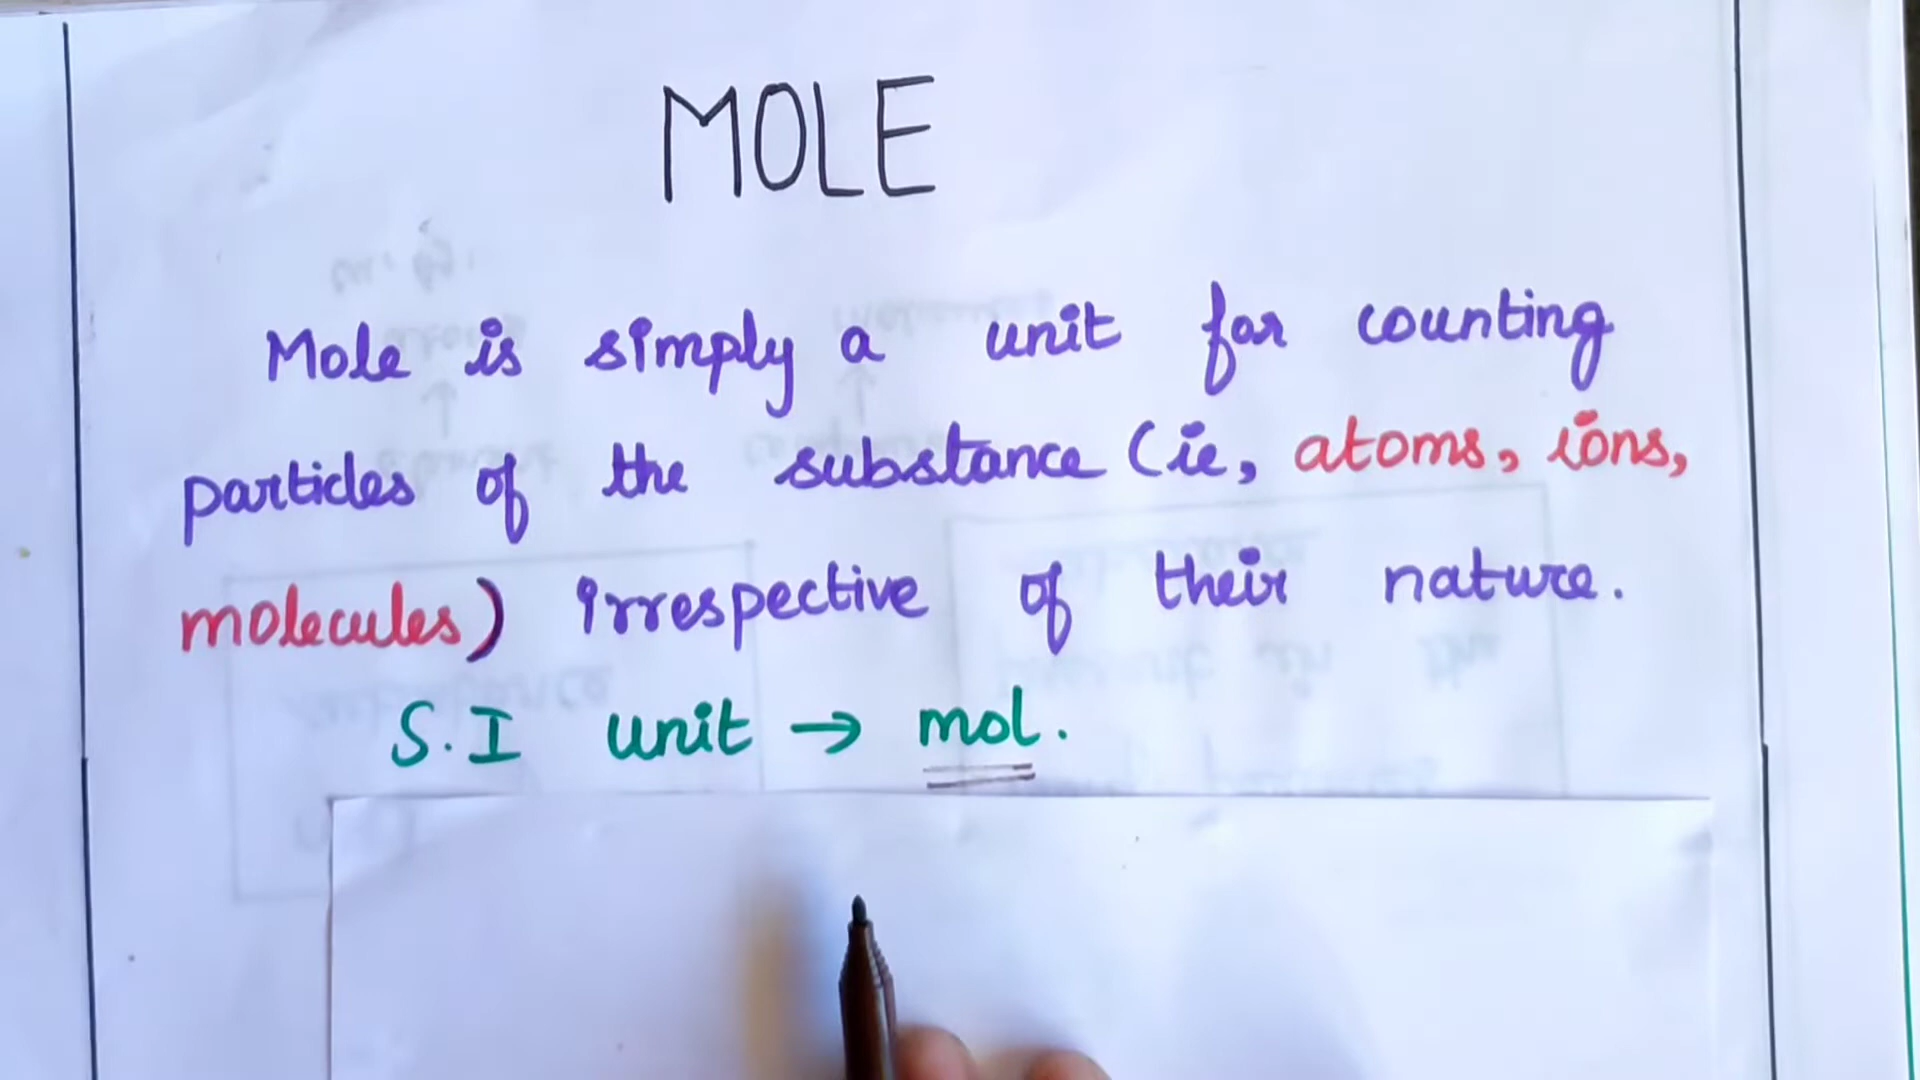 MOLE
Mole is simply a unit for counting
particles of the substance (ie, atoms, ions,
molecules) irrespective of their nature.
S.I unit → mol.